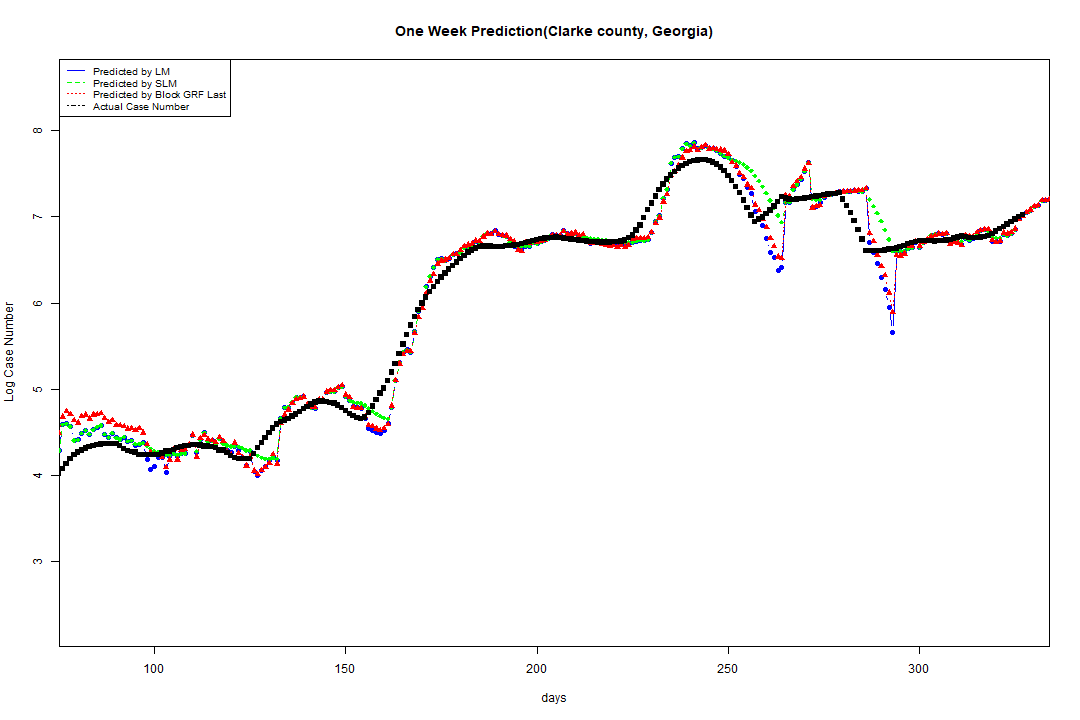 One Week Prediction(Clarke county, Georgia)
Predicted by LM
Predicted by SLM
Predicted by Block GRF Last
Actual Case Number
8
7
6
5
4
3
Log Case Number
100 150 200 250 300
days